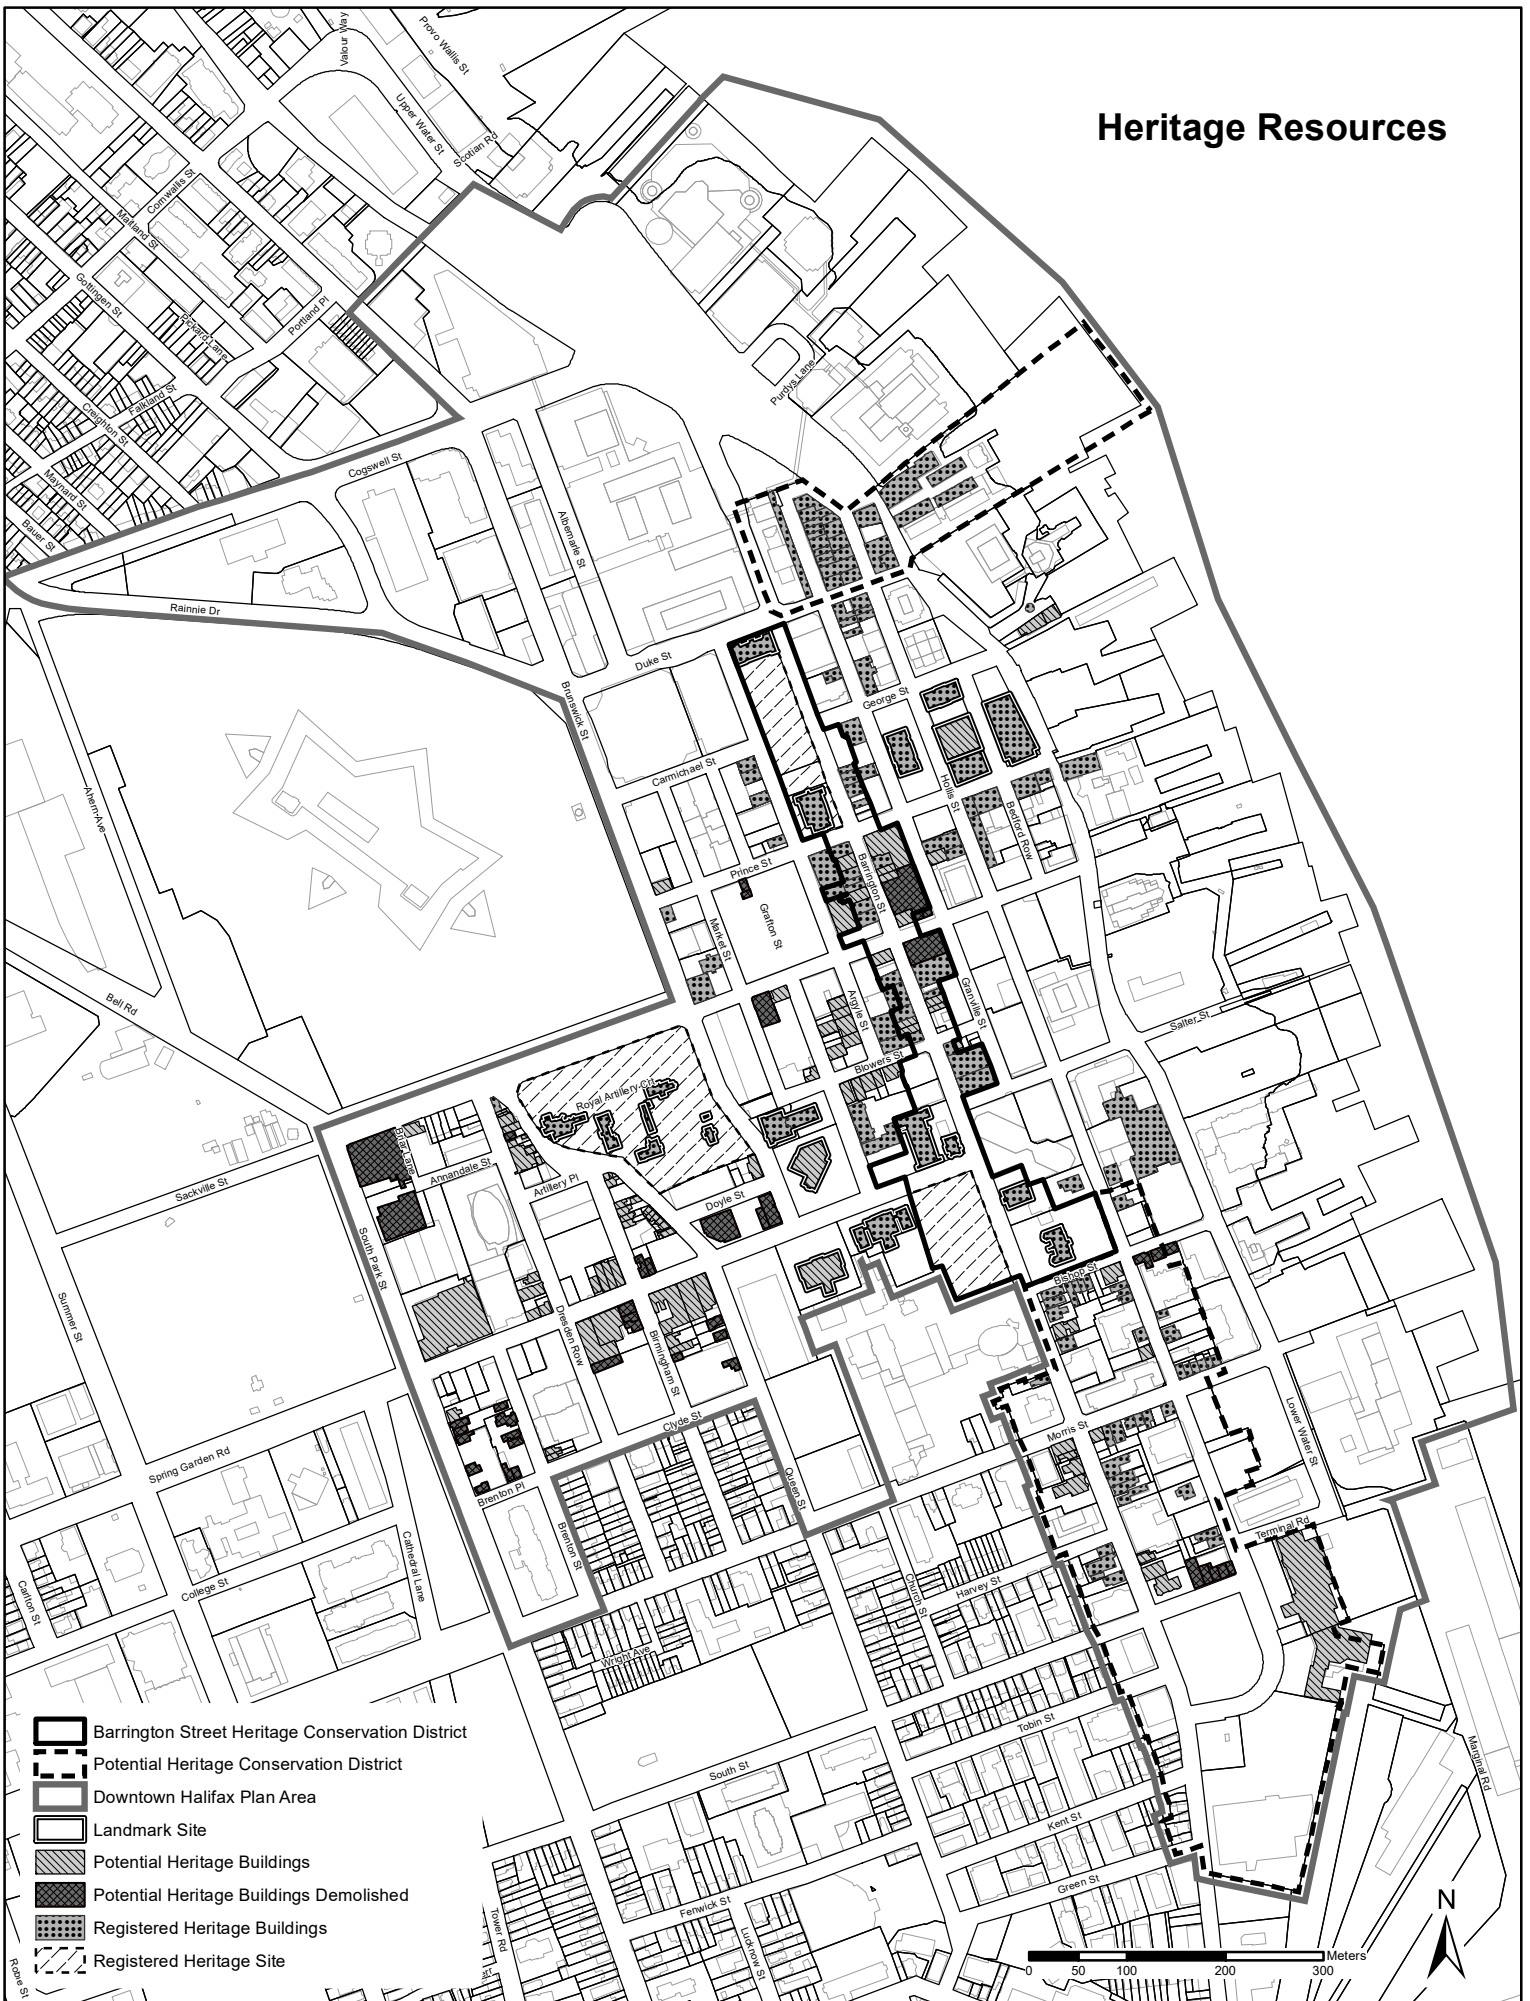 Heritage Resources
Valour Way
Provo Wallis St
Upper Water St
Scotian Rd
Cornwallis St
Maitland St
Gottingen St
Portland Pl
Rickard Lane
Purdys Lane
Falkland St
Creighton St
Cogswell St
Maynard St
Bauer St
Albemarle St
Rainnie Dr
Duke St
Brunswick St
George St
Carmichael St
Ahern Ave
Hollis St
Bedford Row
Prince St
Barrington St
Grafton St
Market St
Bell Rd
Argyle St
Granville St
Salter St
Blowers St
Royal Artillery Crt
Briar Lane
Annandale St
Artillery Pl
Sackville St
Doyle St
South Park St
Bishop St
Summer St
Dresden Row
Birmingham St
Lower Water St
Clyde St
Morris St
Spring Garden Rd
Queen St
Brenton Pl
Terminal Rd
Brenton St
Cathedral Lane
College St
Carlton St
Church St
Harvey St
Wright Ave
Tobin St
Marginal Rd
South St
Kent St
Green St
Fenwick St
Tower Rd
Lucknow St
Robie St
Barrington Street Heritage Conservation District
Potential Heritage Conservation District
Downtown Halifax Plan Area
Landmark Site
Potential Heritage Buildings
Potential Heritage Buildings Demolished
Registered Heritage Buildings
Registered Heritage Site
N
Meters
0 50 100 200 300